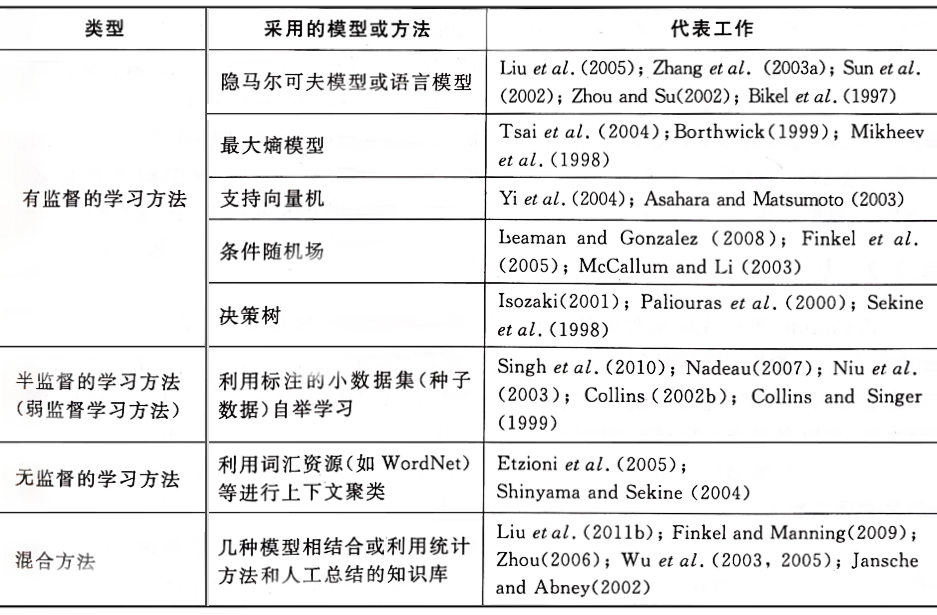 类型 采用的模型或方法 代表工作
有监督的学习方法
隐马尔可夫模型或语言模型
Liu et al. (2005); Zhang et al. (2003a); Sun et al.
(2002); Zhou and Su(2002); Bikel et al. (1997)
最大熵模型
Tsai et al. (2004);Borthwick(1999); Mikheev
et al. (1998)
支持向量机
Yi et al. (2004); Asahara and Matsumoto (2003)
条件随机场
Leaman and Gonzalez (2008); Finkel et al.
(2005); McCallum and Li (2003)
决策树
Isozaki(2001); Paliouras et al. (2000); Sekine
et al. (1998)
半监督的学习方法
(弱监督学习方法)
利用标注的小数据集(种子
数据)自举学习
Singh et al. (2010); Nadeau(2007); Niu et al.
(2003); Collins (2002b); Collins and Singer
(1999)
无监督的学习方法
利用词汇资源(如 WordNet)
等进行上下文聚类
Etzioni et al. (2005);
Shinyama and Sekine (2004)
混合方法
几种模型相结合或利用统计
方法和人工总结的知识库
Liu et al. (2011b); Finkel and Manning(2009);
Zhou(2006); Wu et al. (2003, 2005); Jansche
and Abney(2002)